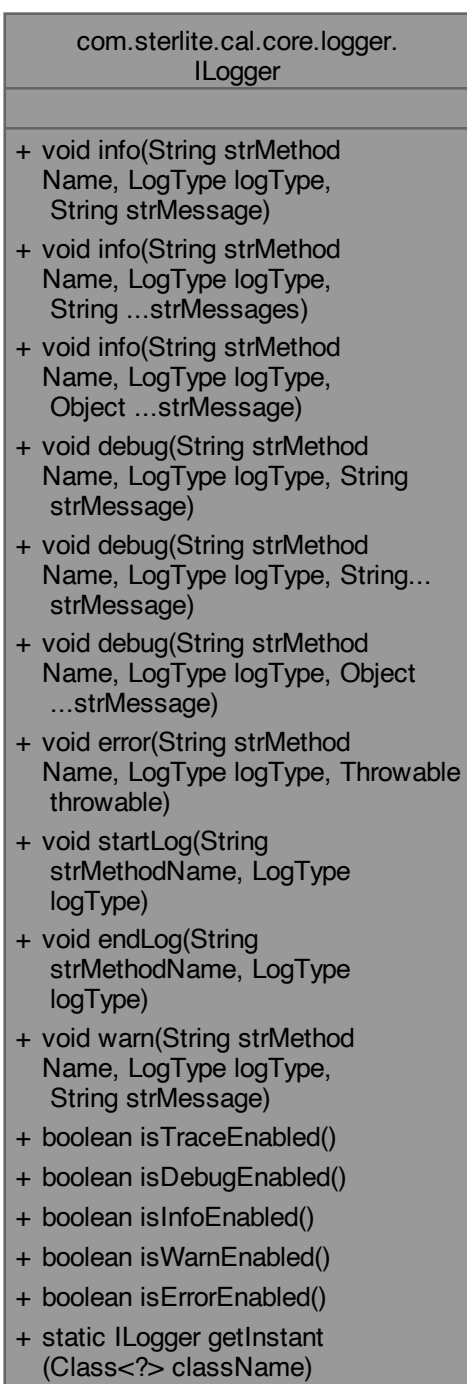 com.sterlite.cal.core.logger.
ILogger
+ void info(String strMethod
Name, LogType logType,
String strMessage)
+ void info(String strMethod
Name, LogType logType,
String ...strMessages)
+ void info(String strMethod
Name, LogType logType,
Object ...strMessage)
+ void debug(String strMethod
Name, LogType logType, String
strMessage)
+ void debug(String strMethod
Name, LogType logType, String...
strMessage)
+ void debug(String strMethod
Name, LogType logType, Object
...strMessage)
+ void error(String strMethod
Name, LogType logType, Throwable
throwable)
+ void startLog(String
strMethodName, LogType
logType)
+ void endLog(String
strMethodName, LogType
logType)
+ void warn(String strMethod
Name, LogType logType,
String strMessage)
+ boolean isTraceEnabled()
+ boolean isDebugEnabled()
+ boolean isInfoEnabled()
+ boolean isWarnEnabled()
+ boolean isErrorEnabled()
+ static ILogger getInstant
(Class<?> className)